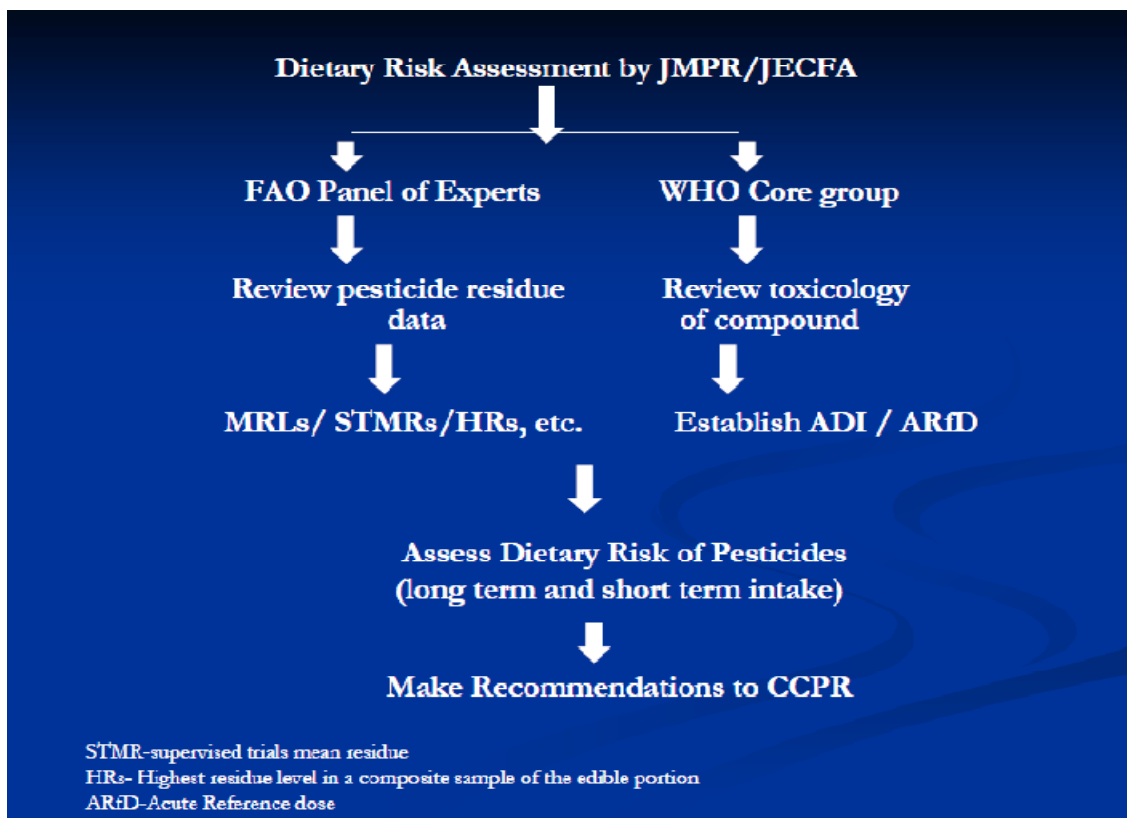 Dietary Risk Assessment by JMPR/JECFA
FAO Panel of Experts
WHO Core group
Review pesticide residue
data
Review toxicology
of compound
MRLs/ STMRs/HRs, etc.
Establish ADI / ARfD
Assess Dietary Risk of Pesticides
(long term and short term intake)
Make Recommendations to CCPR
STMR-supervised trials mean residue
HRs- Highest residue level in a composite sample of the edible portion
ARfD-Acute Reference dose